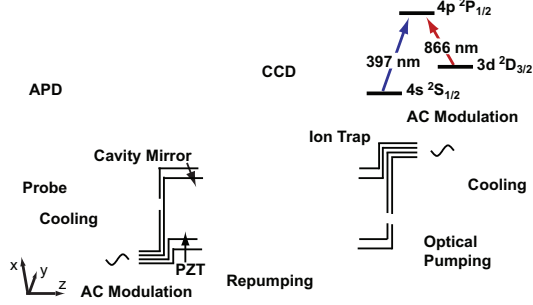 4p ²P₁/₂
866 nm
397 nm
3d ²D₃/₂
CCD
APD
4s ²S₁/₂
AC Modulation
Ion Trap
Cavity Mirror
Probe
Cooling
Cooling
Optical
Pumping
x
y
z
PZT
Repumping
AC Modulation